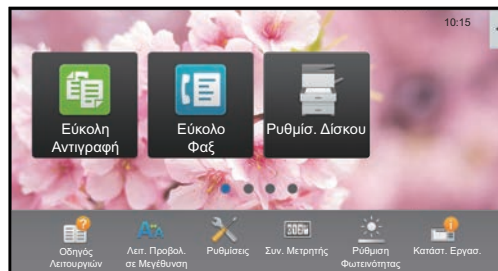 10:15
Εύκολη
Αντιγραφή
Εύκολο
Φαξ
Ρυθμίσ. Δίσκου
Οδηγός
Λειτουργιών
Λειτ. Προβολ.
σε Μεγέθυνση
Ρυθμίσεις
Συν. Μετρητής
Ρύθμιση
Φωτεινότητας
Κατάστ. Εργασ.